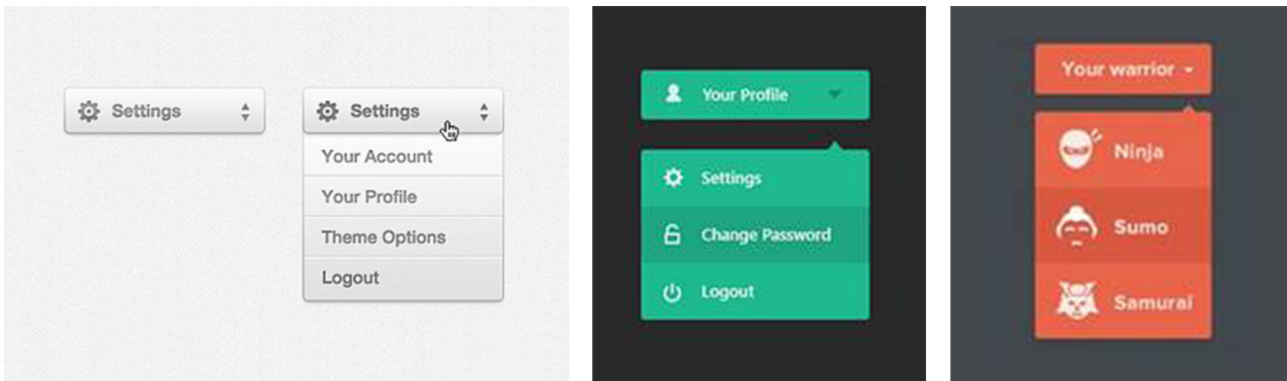 Settings
Settings
Your Account
Your Profile
Theme Options
Logout
Your Profile
Settings
Change Password
Logout
Your warrior
Ninja
Sumo
Samurai